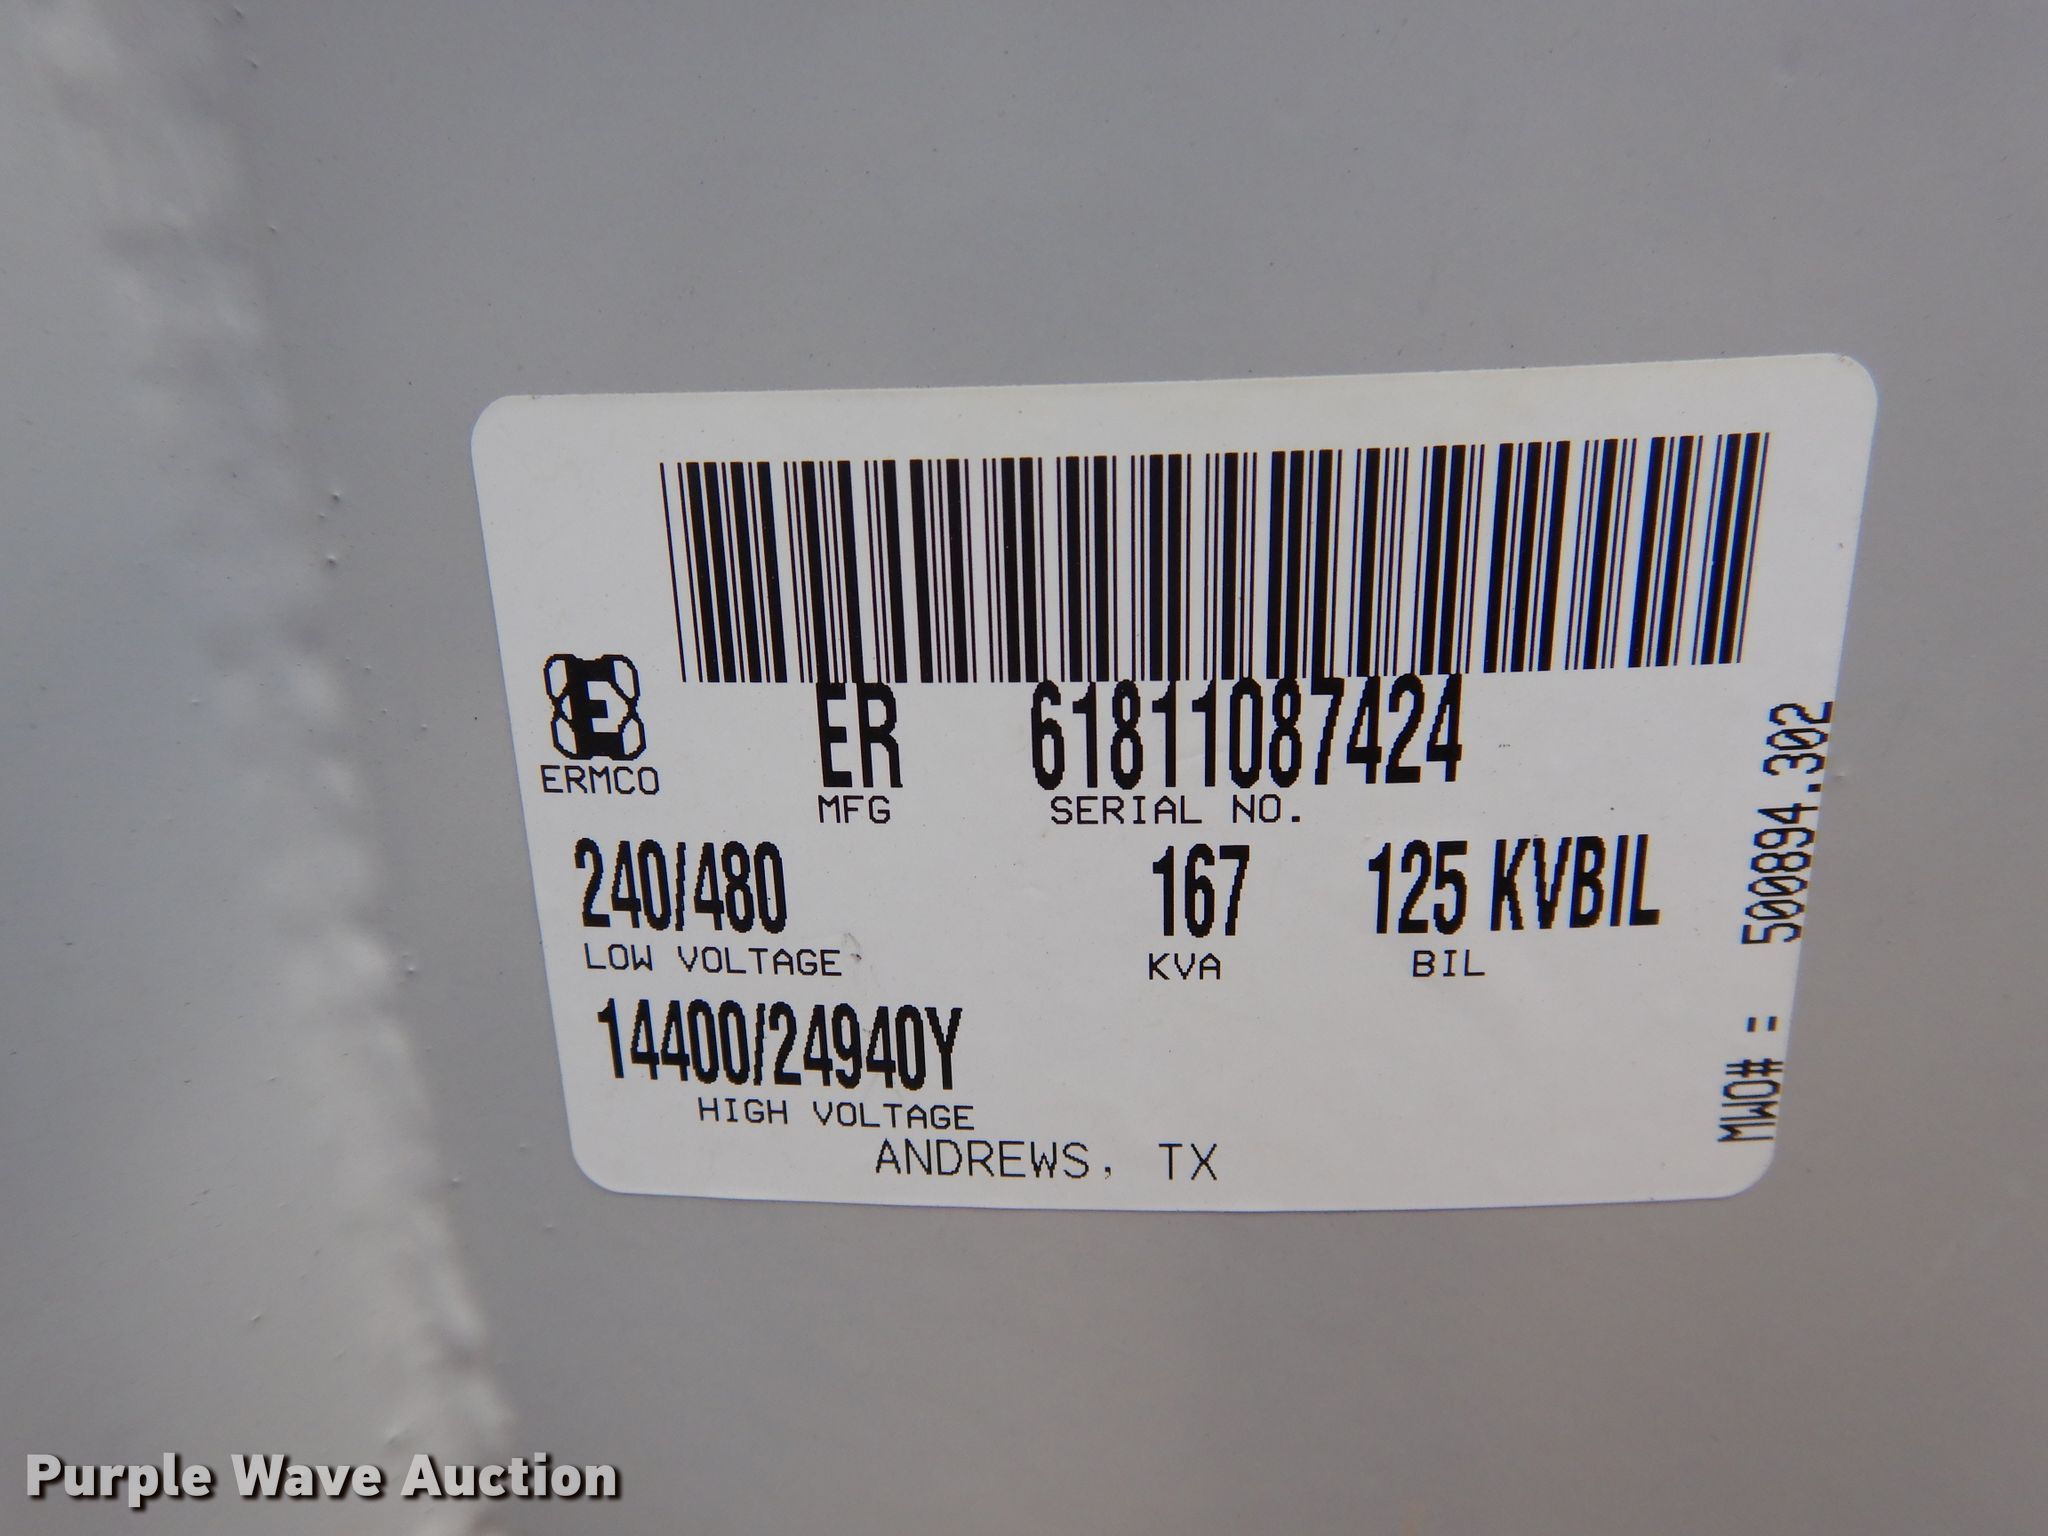 E
ERMCO
ER 61811087424
MFG SERIAL NO.
240/480 167 125 KVBIL
LOW VOLTAGE KVA BIL
14400/24940Y
HIGH VOLTAGE
ANDREWS, TX
MWO# : 500894.302
Purple Wave Auction